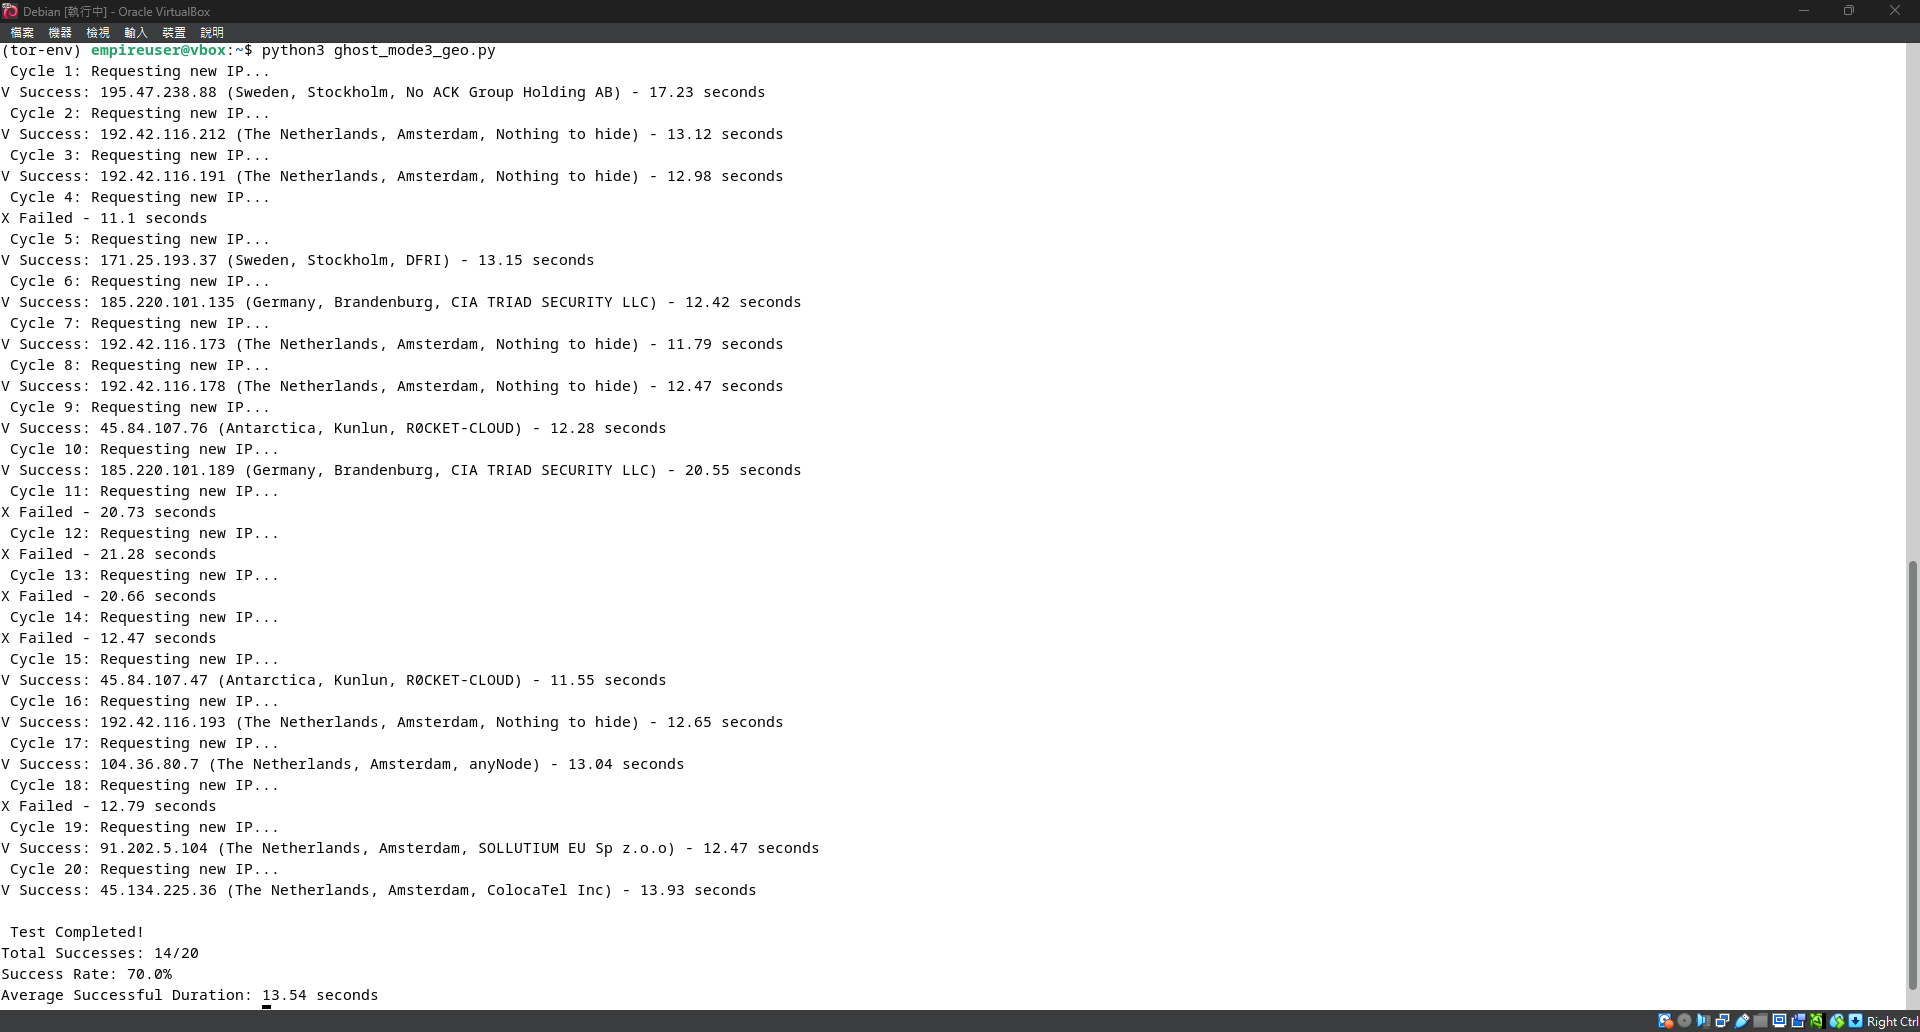 Debian [執行中] - Oracle VirtualBox
檔案 機器 檢視 輸入 裝置 說明
(tor-env) empireuser@vbox:~$ python3 ghost_mode3_geo.py
Cycle 1: Requesting new IP...
V Success: 195.47.238.88 (Sweden, Stockholm, No ACK Group Holding AB) - 17.23 seconds
Cycle 2: Requesting new IP...
V Success: 192.42.116.212 (The Netherlands, Amsterdam, Nothing to hide) - 13.12 seconds
Cycle 3: Requesting new IP...
V Success: 192.42.116.191 (The Netherlands, Amsterdam, Nothing to hide) - 12.98 seconds
Cycle 4: Requesting new IP...
X Failed - 11.1 seconds
Cycle 5: Requesting new IP...
V Success: 171.25.193.37 (Sweden, Stockholm, DFRI) - 13.15 seconds
Cycle 6: Requesting new IP...
V Success: 185.220.101.135 (Germany, Brandenburg, CIA TRIAD SECURITY LLC) - 12.42 seconds
Cycle 7: Requesting new IP...
V Success: 192.42.116.173 (The Netherlands, Amsterdam, Nothing to hide) - 11.79 seconds
Cycle 8: Requesting new IP...
V Success: 192.42.116.178 (The Netherlands, Amsterdam, Nothing to hide) - 12.47 seconds
Cycle 9: Requesting new IP...
V Success: 45.84.107.76 (Antarctica, Kunlun, R0CKET-CLOUD) - 12.28 seconds
Cycle 10: Requesting new IP...
V Success: 185.220.101.189 (Germany, Brandenburg, CIA TRIAD SECURITY LLC) - 20.55 seconds
Cycle 11: Requesting new IP...
X Failed - 20.73 seconds
Cycle 12: Requesting new IP...
X Failed - 21.28 seconds
Cycle 13: Requesting new IP...
X Failed - 20.66 seconds
Cycle 14: Requesting new IP...
X Failed - 12.47 seconds
Cycle 15: Requesting new IP...
V Success: 45.84.107.47 (Antarctica, Kunlun, R0CKET-CLOUD) - 11.55 seconds
Cycle 16: Requesting new IP...
V Success: 192.42.116.193 (The Netherlands, Amsterdam, Nothing to hide) - 12.65 seconds
Cycle 17: Requesting new IP...
V Success: 104.36.80.7 (The Netherlands, Amsterdam, anyNode) - 13.04 seconds
Cycle 18: Requesting new IP...
X Failed - 12.79 seconds
Cycle 19: Requesting new IP...
V Success: 91.202.5.104 (The Netherlands, Amsterdam, SOLLUTIUM EU Sp z.o.o) - 12.47 seconds
Cycle 20: Requesting new IP...
V Success: 45.134.225.36 (The Netherlands, Amsterdam, ColocaTel Inc) - 13.93 seconds
Test Completed!
Total Successes: 14/20
Success Rate: 70.0%
Average Successful Duration: 13.54 seconds
Right Ctrl